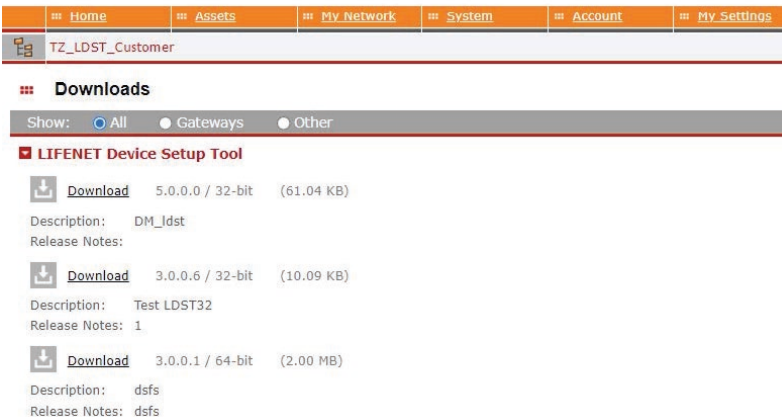 Home Assets My Network System Account My Settings
TZ_LDST_Customer
Downloads
Show: All Gateways Other
LIFENET Device Setup Tool
Download 5.0.0.0 / 32-bit (61.04 KB)
Description: DM_ldst
Release Notes:
Download 3.0.0.6 / 32-bit (10.09 KB)
Description: Test LDST32
Release Notes: 1
Download 3.0.0.1 / 64-bit (2.00 MB)
Description: dsfs
Release Notes: dsfs